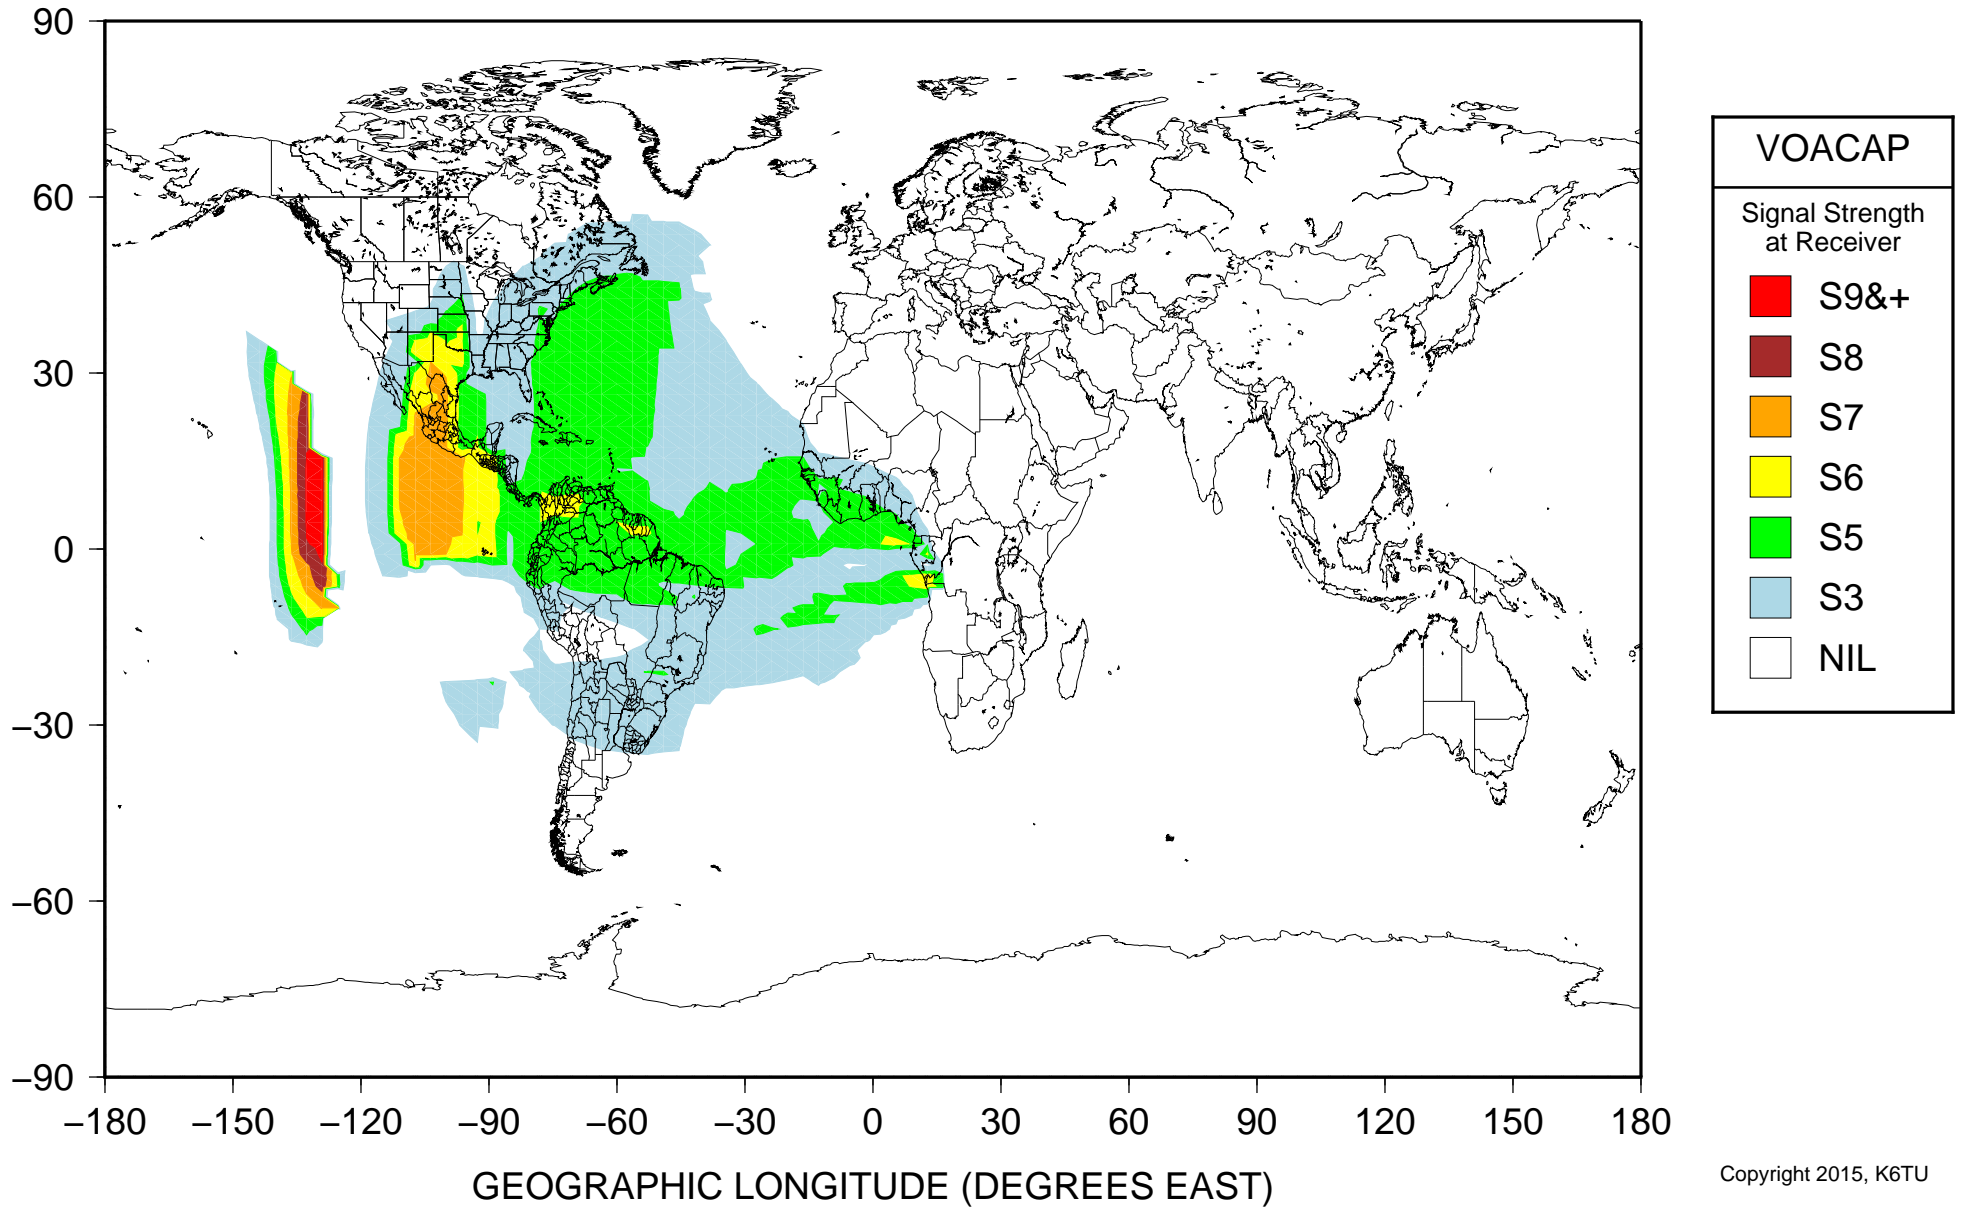 90
60
30
0
−30
−60
−90
−180 −150 −120 −90 −60 −30 0 30 60 90 120 150 180
GEOGRAPHIC LONGITUDE (DEGREES EAST)
VOACAP
Signal Strength
at Receiver
S9&+
S8
S7
S6
S5
S3
NIL
Copyright 2015, K6TU